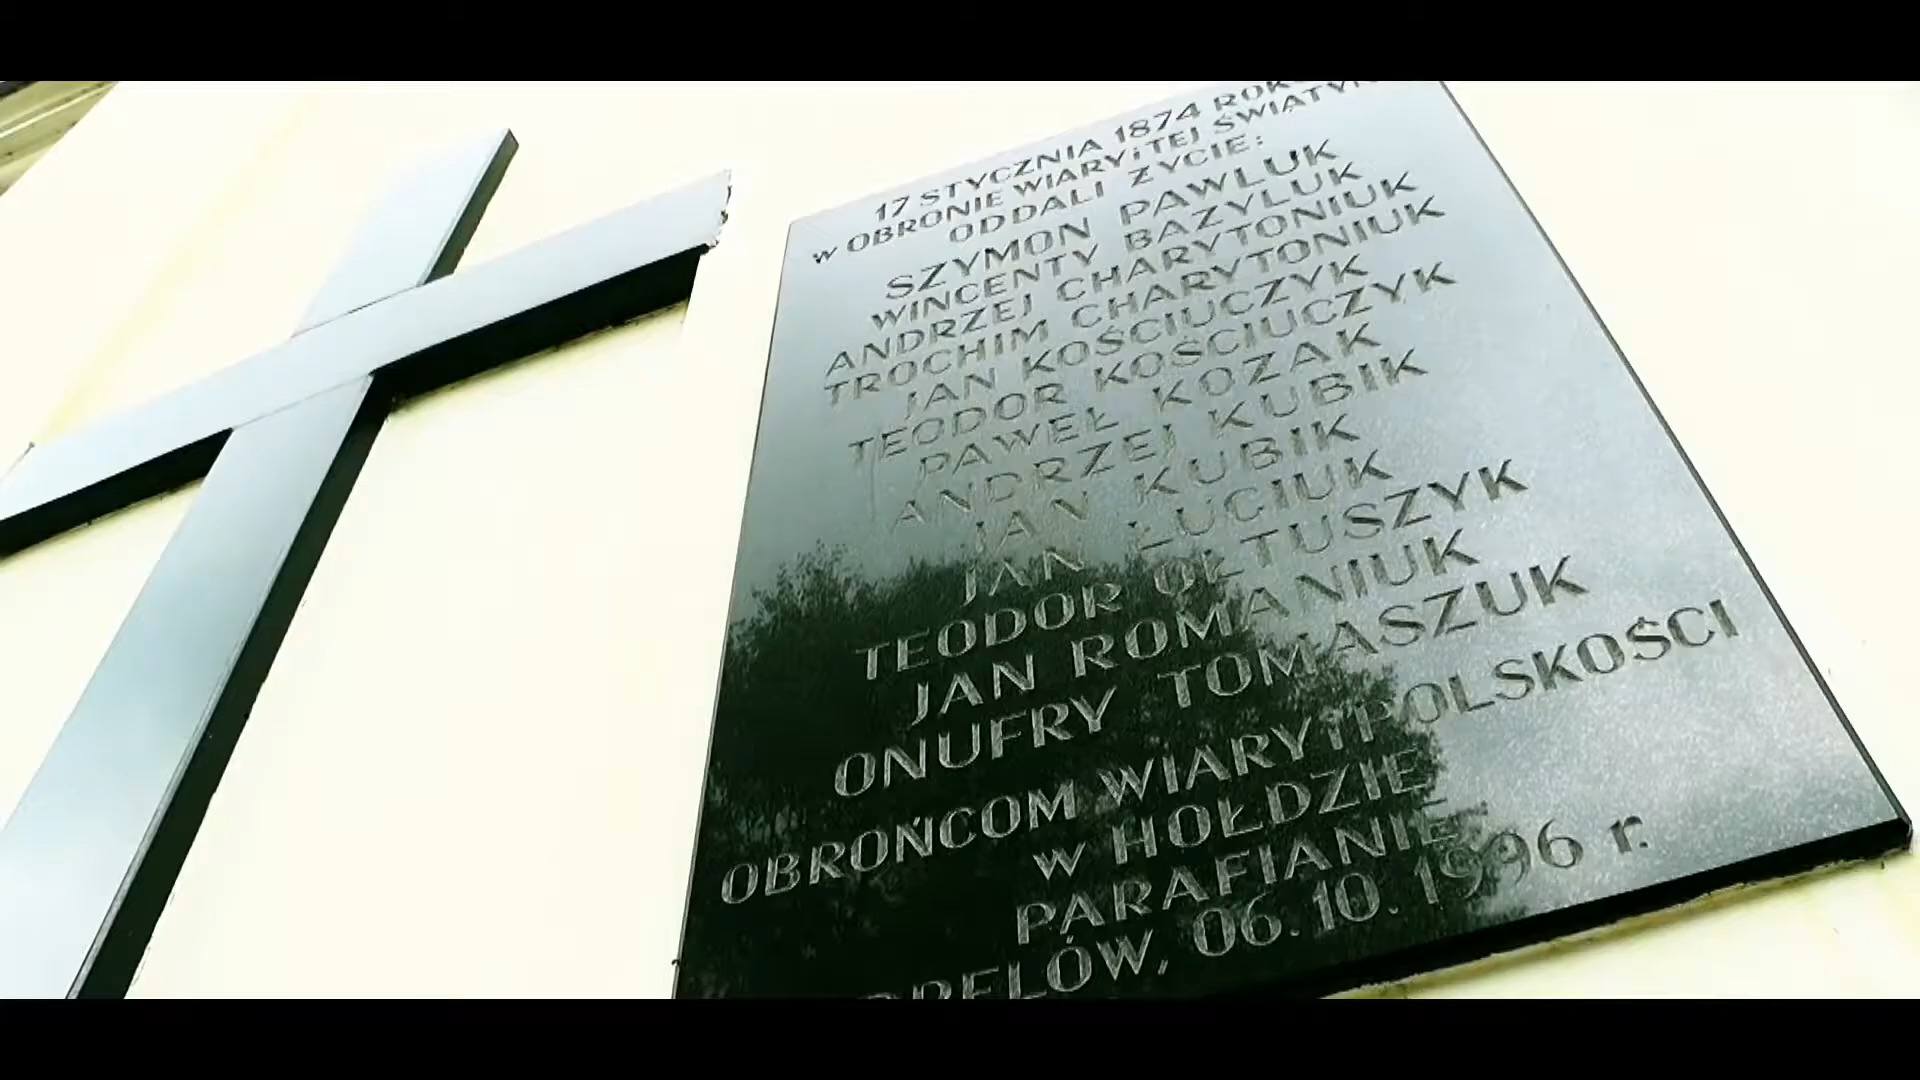 17 STYCZNIA 1874 ROKU
w OBRONIE WIARY i TEJ ŚWIĄTYNI
ODDALI ŻYCIE:
SZYMON PAWLUK
WINCENTY BAZYLUK
ANDRZEJ CHARYTONIUK
TROCHIM CHARYTONIUK
JAN KOŚCIUCZYK
TEODOR KOŚCIUCZYK
PAWEŁ KOZAK
ANDRZEJ KUBIK
JAN KUBIK
JAN ŁUCIUK
TEODOR OŁTUSZYK
JAN ROMANIUK
ONUFRY TOMASZUK
OBROŃCOM WIARY i POLSKOŚCI
w HOŁDZIE
PARAFIANIE
06.10.1996 r.